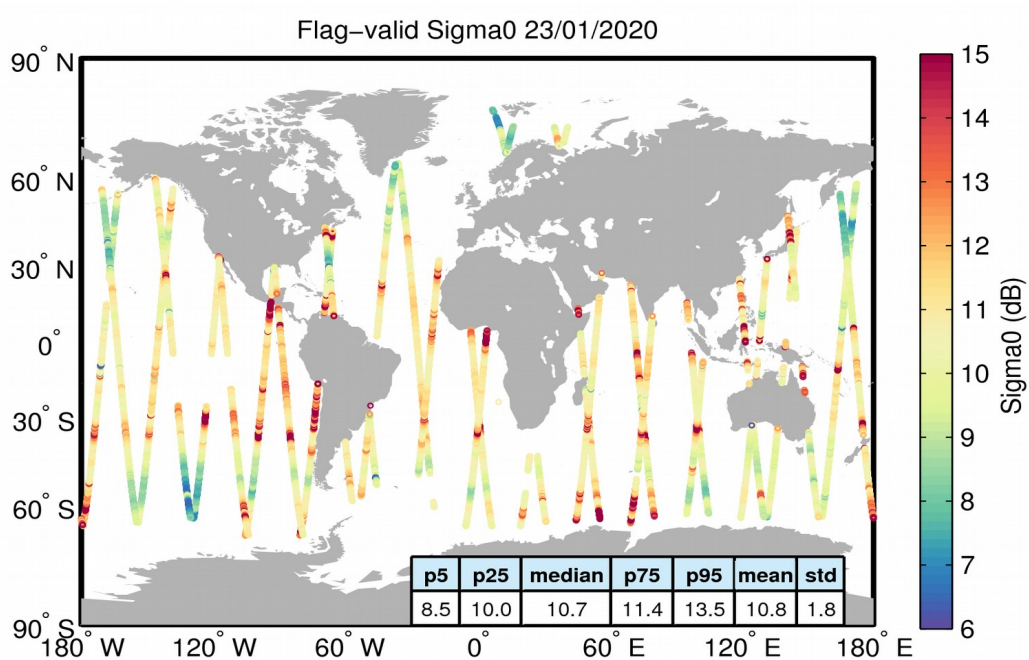 Flag−valid Sigma0 23/01/2020
90° N
60° N
30° N
0°
30° S
60° S
90° S
180° W
120° W
60° W
0°
60° E
120° E
180° E
p5 p25 median p75 p95 mean std
8.5 10.0 10.7 11.4 13.5 10.8 1.8
15
14
13
12
11
10
9
8
7
6
Sigma0 (dB)